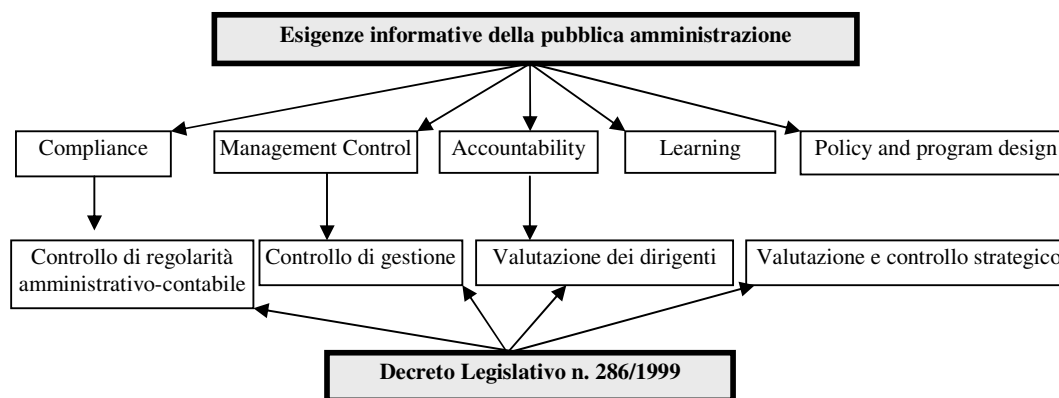 Esigenze informative della pubblica amministrazione
Compliance
Management Control
Accountability
Learning
Policy and program design
Controllo di regolarità
amministrativo-contabile
Controllo di gestione
Valutazione dei dirigenti
Valutazione e controllo strategico
Decreto Legislativo n. 286/1999